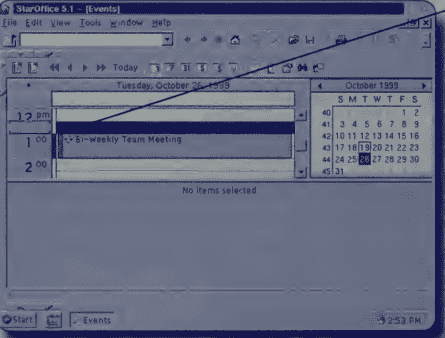 StarOffice 5.1 - [Events]
File Edit View Tools Window Help
Today
Tuesday, October 26, 1999
October 1999
S M T W T F S
12 pm
40 1 2
41 3 4 5 6 7 8 9
1 00 Bi-Weekly Team Meeting
42 10 11 12 13 14 15 16
43 17 18 19 20 21 22 23
2 00
44 24 25 26 27 28 29 30
45 31
No items selected
Start
Events
2:53 PM